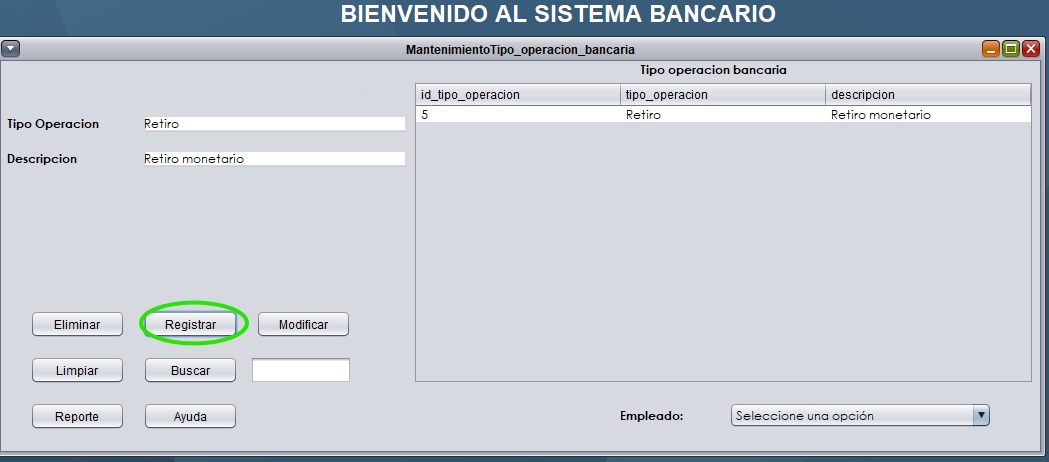 BIENVENIDO AL SISTEMA BANCARIO
MantenimientoTipo_operacion_bancaria
Tipo operacion bancaria
id_tipo_operacion tipo_operacion descripcion
5 Retiro Retiro monetario
Tipo Operacion Retiro
Descripcion Retiro monetario
Eliminar Registrar Modificar
Limpiar Buscar
Reporte Ayuda
Empleado: Seleccione una opción